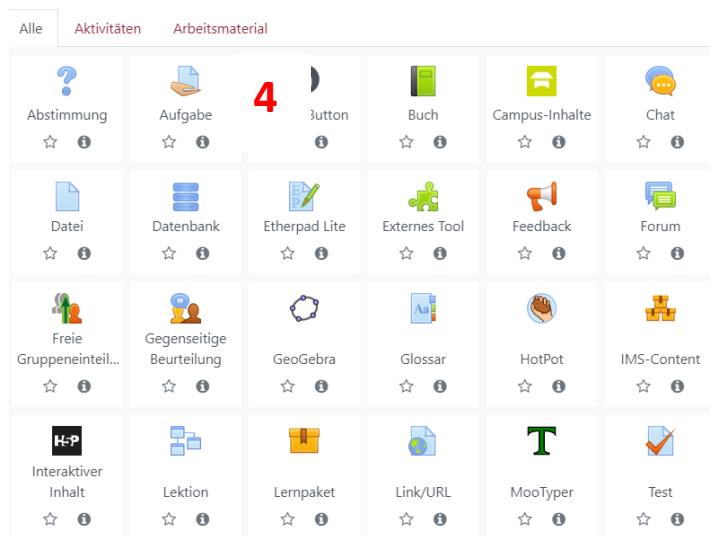 Alle Aktivitäten Arbeitsmaterial
Abstimmung Aufgabe 4 Button Buch Campus-Inhalte Chat
Datei Datenbank Etherpad Lite Externes Tool Feedback Forum
Freie Gegenseitige
Gruppeneinteil... Beurteilung GeoGebra Glossar HotPot IMS-Content
Interaktiver
Inhalt Lektion Lernpaket Link/URL MooTyper Test